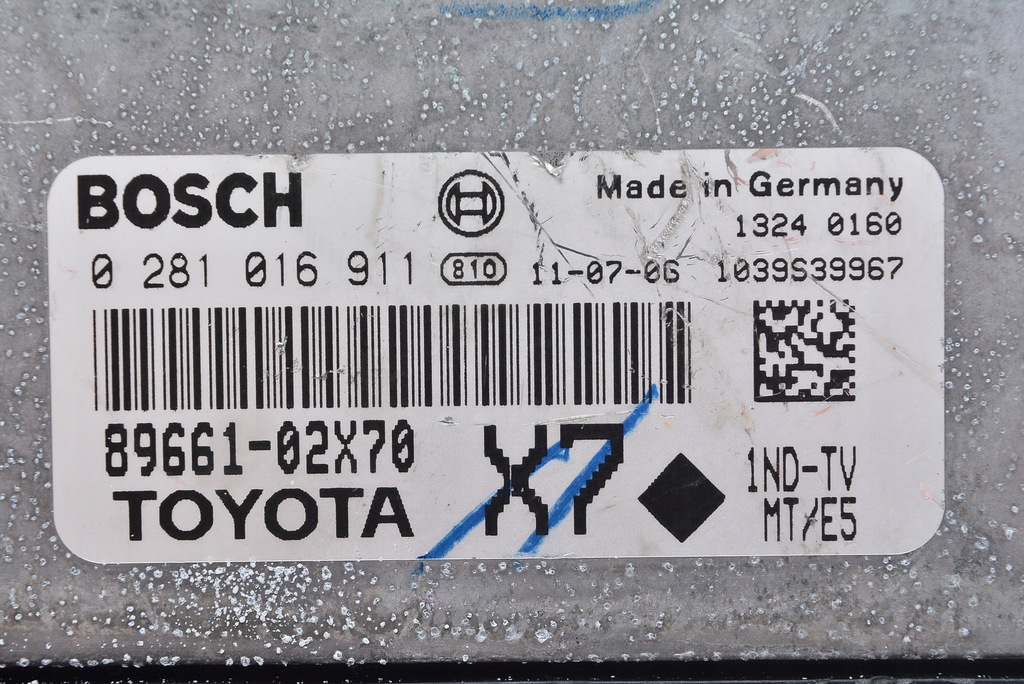 BOSCH
Made in Germany
1324 0160
0 281 016 911 810 11-07-06 1039S39967
89661-02X70
TOYOTA
X7
1ND-TV
MT/E5